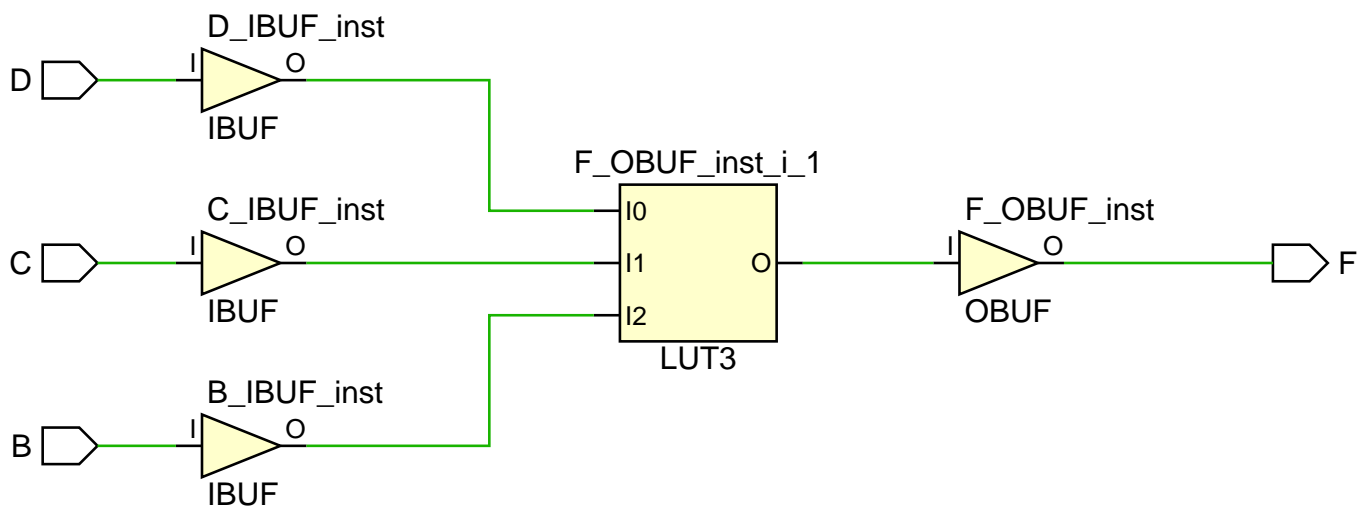 D_IBUF_inst
D
I
O
IBUF
C_IBUF_inst
C
I
O
IBUF
B_IBUF_inst
B
I
O
IBUF
F_OBUF_inst_i_1
I0
I1
I2
O
LUT3
F_OBUF_inst
I
O
OBUF
F